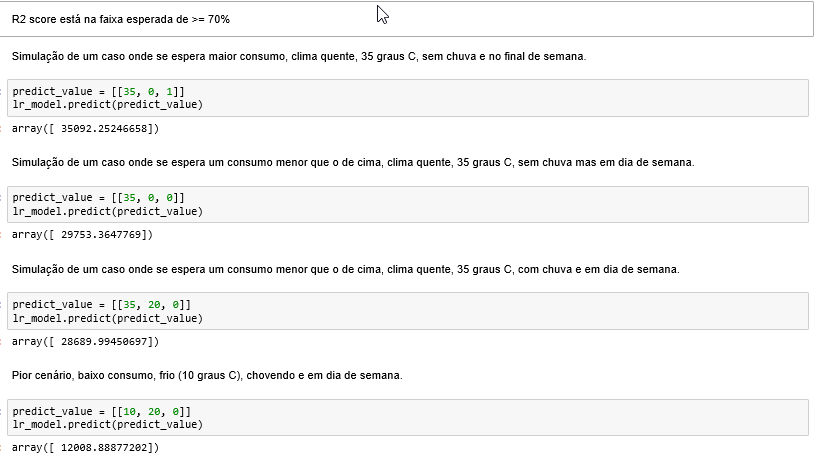 R2 score está na faixa esperada de >= 70%
Simulação de um caso onde se espera maior consumo, clima quente, 35 graus C, sem chuva e no final de semana.
predict_value = [[35, 0, 1]]
lr_model.predict(predict_value)
array([ 35092.25246658])
Simulação de um caso onde se espera um consumo menor que o de cima, clima quente, 35 graus C, sem chuva mas em dia de semana.
predict_value = [[35, 0, 0]]
lr_model.predict(predict_value)
array([ 29753.3647769])
Simulação de um caso onde se espera um consumo menor que o de cima, clima quente, 35 graus C, com chuva e em dia de semana.
predict_value = [[35, 20, 0]]
lr_model.predict(predict_value)
array([ 28689.99450697])
Pior cenário, baixo consumo, frio (10 graus C), chovendo e em dia de semana.
predict_value = [[10, 20, 0]]
lr_model.predict(predict_value)
array([ 12008.88877202])